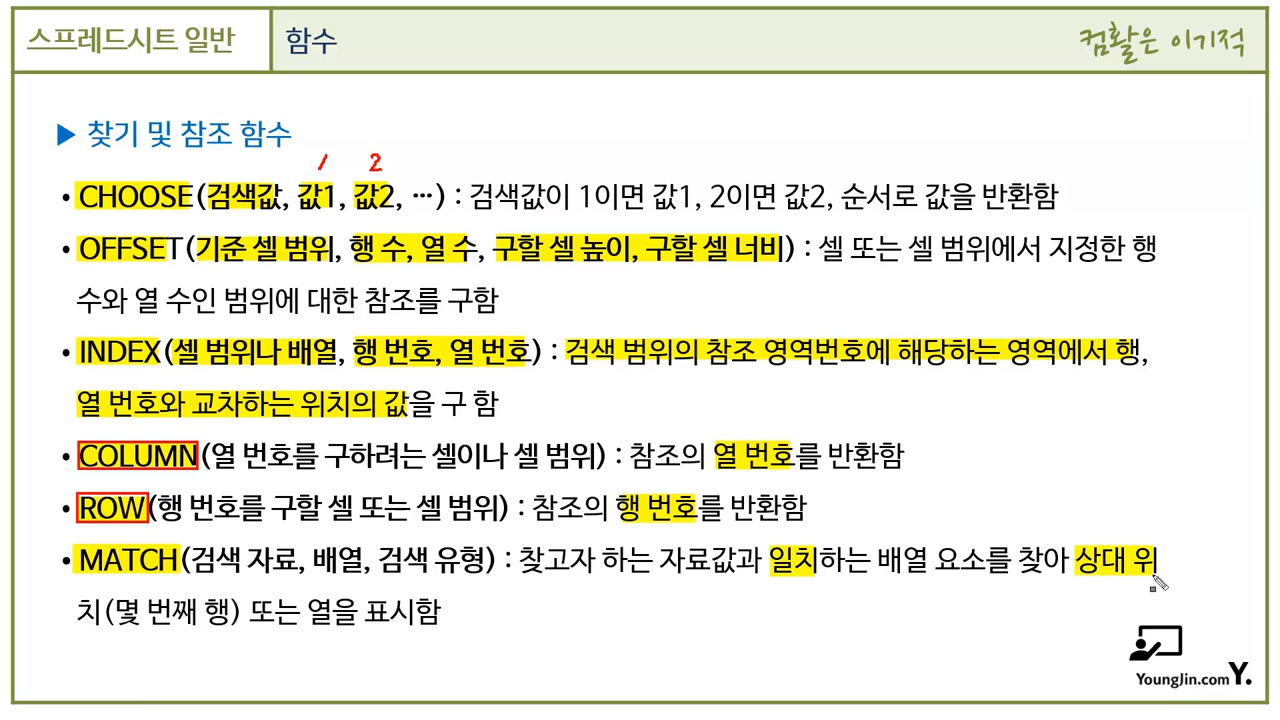 스프레드시트 일반
함수
컴활은 이기적
▶ 찾기 및 참조 함수
1 2
• CHOOSE(검색값, 값1, 값2, …) : 검색값이 1이면 값1, 2이면 값2, 순서로 값을 반환함
• OFFSET(기준 셀 범위, 행 수, 열 수, 구할 셀 높이, 구할 셀 너비) : 셀 또는 셀 범위에서 지정한 행
수와 열 수인 범위에 대한 참조를 구함
• INDEX(셀 범위나 배열, 행 번호, 열 번호) : 검색 범위의 참조 영역번호에 해당하는 영역에서 행,
열 번호와 교차하는 위치의 값을 구 함
• COLUMN(열 번호를 구하려는 셀이나 셀 범위) : 참조의 열 번호를 반환함
• ROW(행 번호를 구할 셀 또는 셀 범위) : 참조의 행 번호를 반환함
• MATCH(검색 자료, 배열, 검색 유형) : 찾고자 하는 자료값과 일치하는 배열 요소를 찾아 상대 위
치(몇 번째 행) 또는 열을 표시함
YoungJin.com Y.